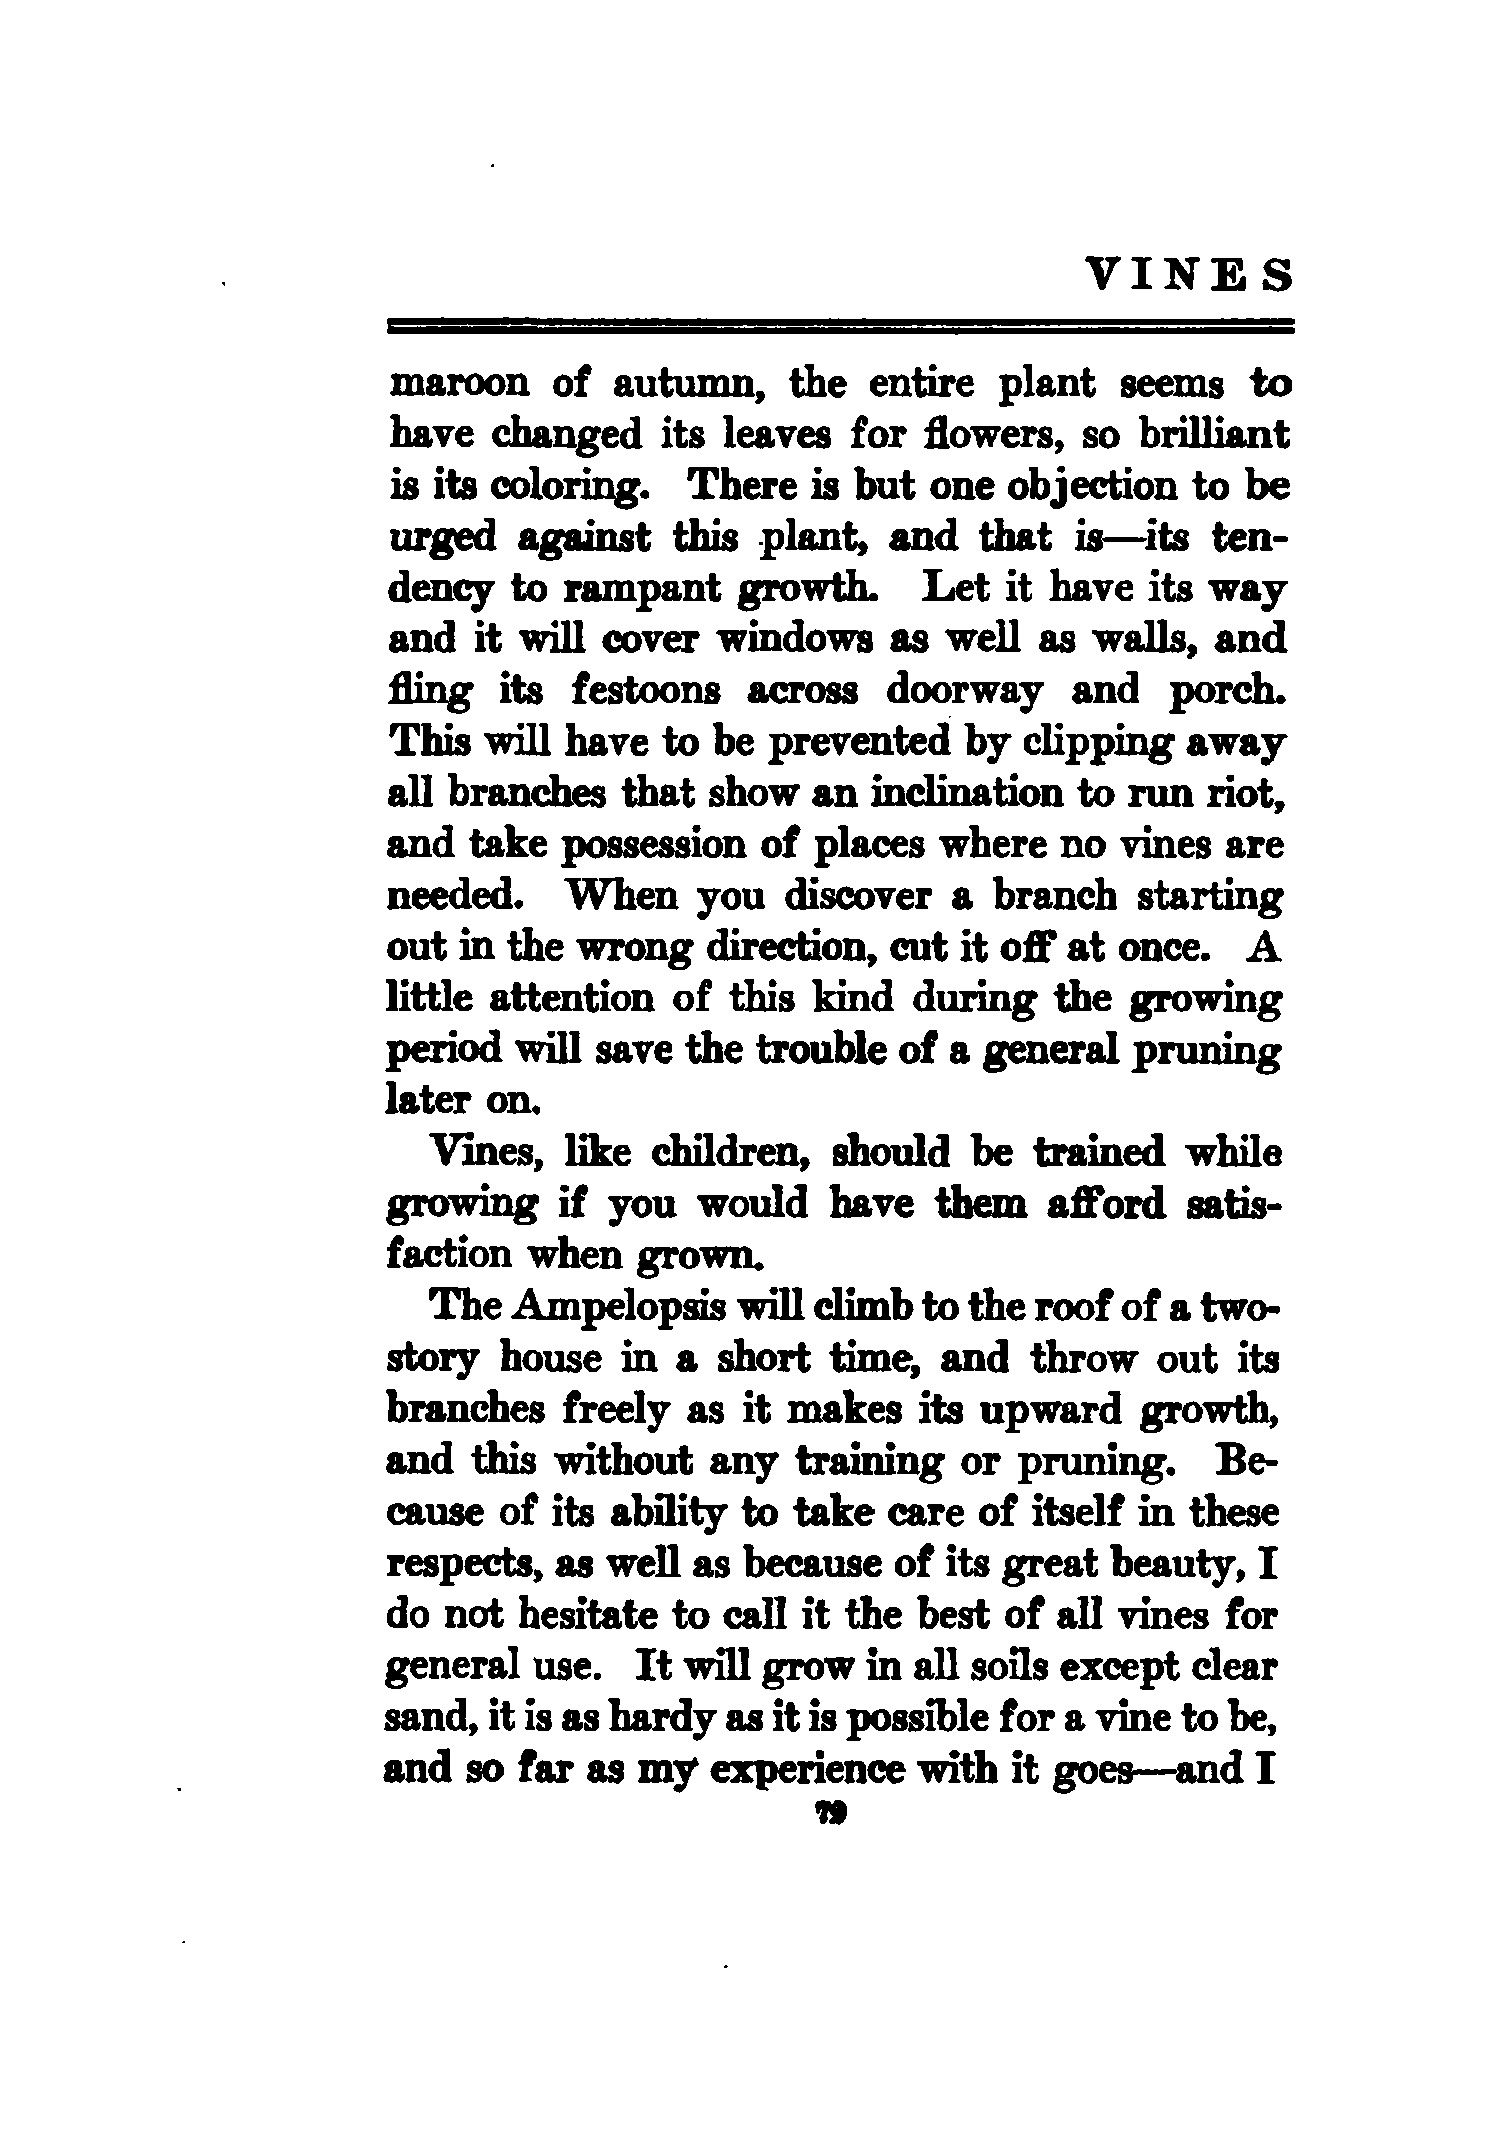 VINES
maroon of autumn, the entire plant seems to
have changed its leaves for flowers, so brilliant
is its coloring. There is but one objection to be
urged against this plant, and that is—its ten-
dency to rampant growth. Let it have its way
and it will cover windows as well as walls, and
fling its festoons across doorway and porch.
This will have to be prevented by clipping away
all branches that show an inclination to run riot,
and take possession of places where no vines are
needed. When you discover a branch starting
out in the wrong direction, cut it off at once. A
little attention of this kind during the growing
period will save the trouble of a general pruning
later on.
Vines, like children, should be trained while
growing if you would have them afford satis-
faction when grown.
The Ampelopsis will climb to the roof of a two-
story house in a short time, and throw out its
branches freely as it makes its upward growth,
and this without any training or pruning. Be-
cause of its ability to take care of itself in these
respects, as well as because of its great beauty, I
do not hesitate to call it the best of all vines for
general use. It will grow in all soils except clear
sand, it is as hardy as it is possible for a vine to be,
and so far as my experience with it goes—and I
79